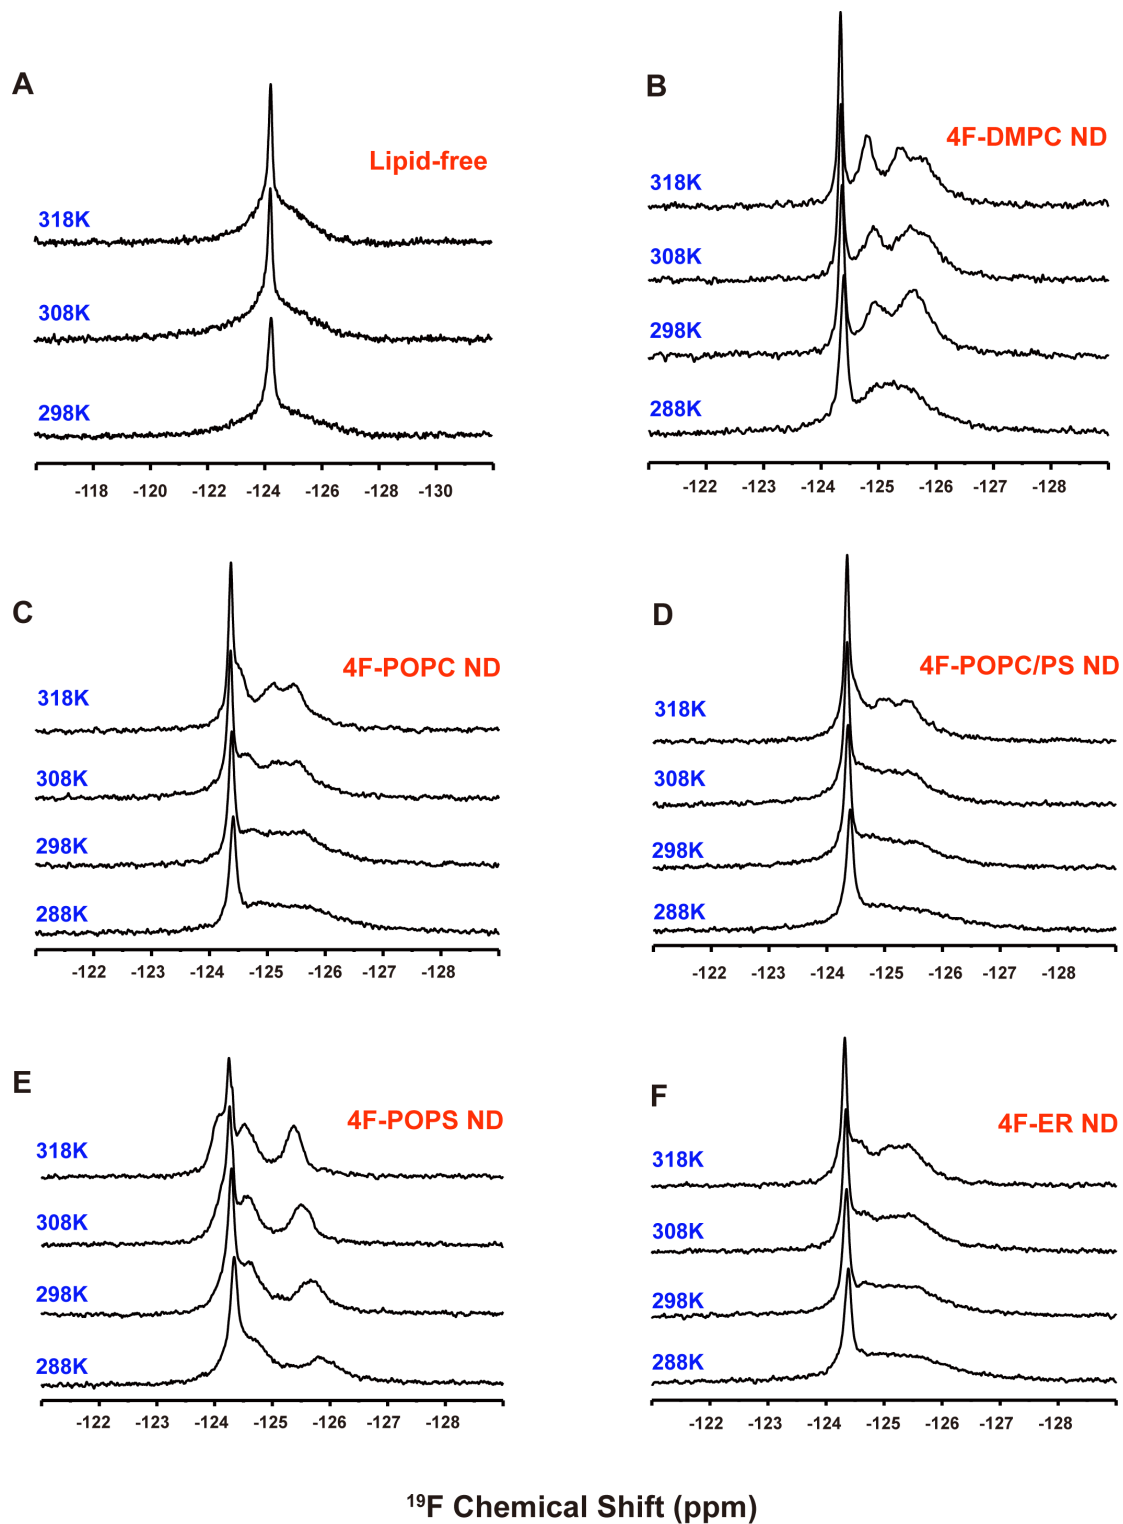 A
Lipid-free
318K
308K
298K
-118 -120 -122 -124 -126 -128 -130
B
4F-DMPC ND
318K
308K
298K
288K
-122 -123 -124 -125 -126 -127 -128
C
4F-POPC ND
318K
308K
298K
288K
-122 -123 -124 -125 -126 -127 -128
D
4F-POPC/PS ND
318K
308K
298K
288K
-122 -123 -124 -125 -126 -127 -128
E
4F-POPS ND
318K
308K
298K
288K
-122 -123 -124 -125 -126 -127 -128
F
4F-ER ND
318K
308K
298K
288K
-122 -123 -124 -125 -126 -127 -128
¹⁹F Chemical Shift (ppm)